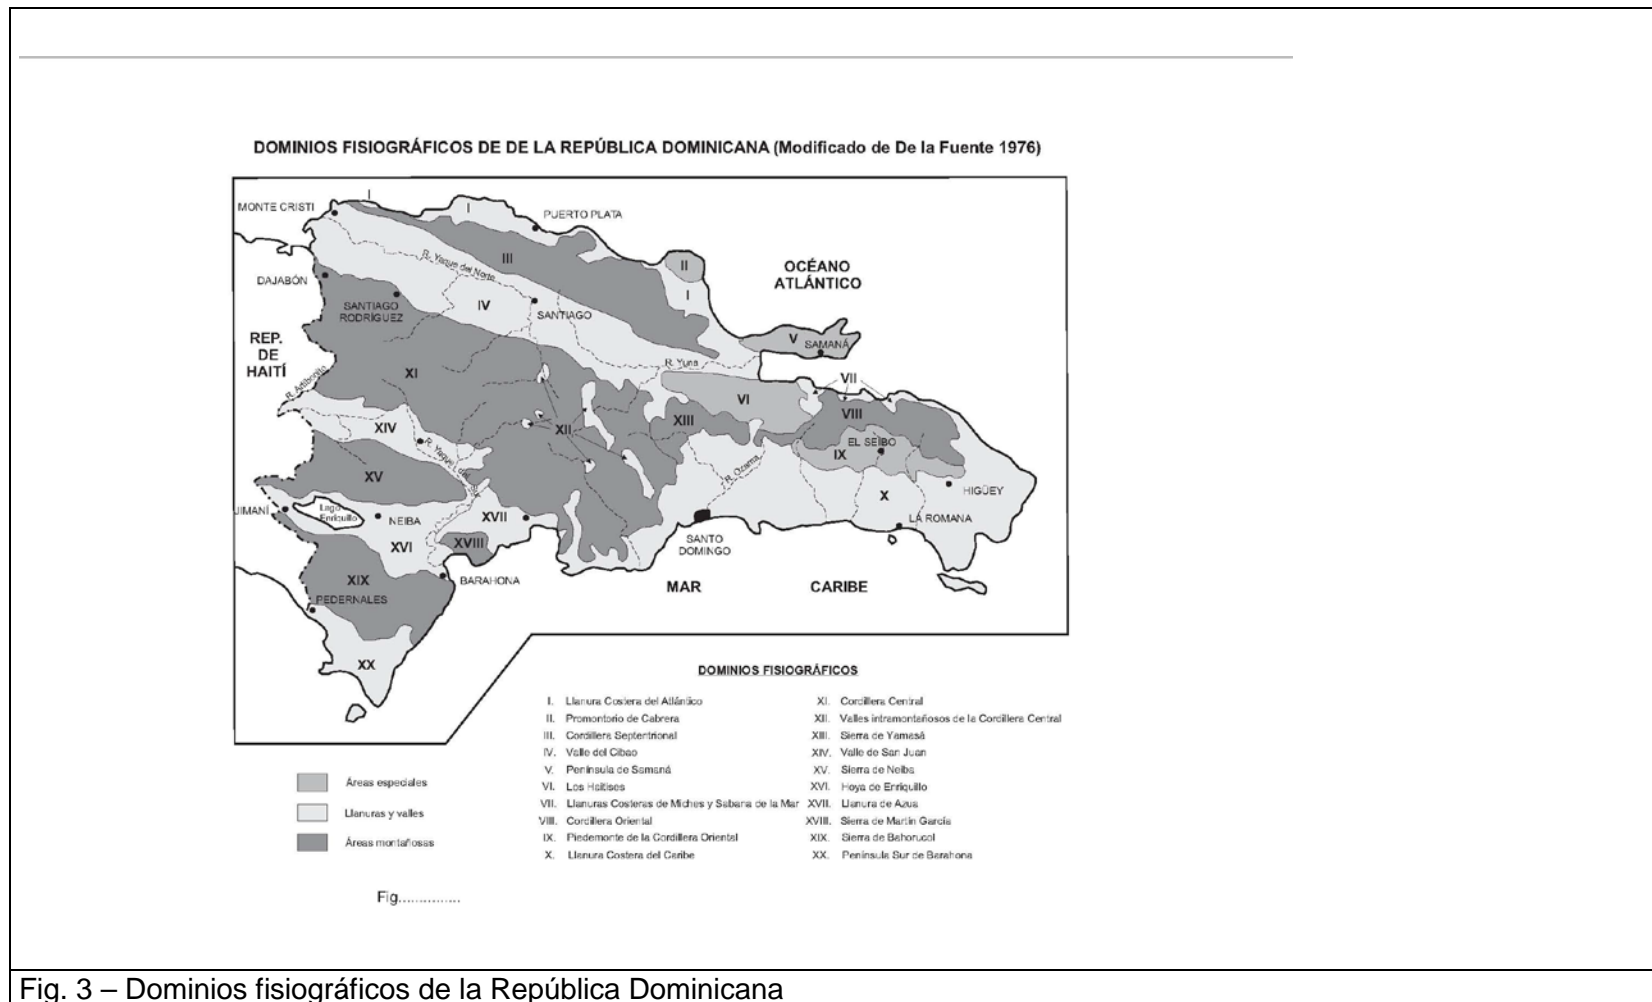 DOMINIOS FISIOGRÁFICOS DE DE LA REPÚBLICA DOMINICANA (Modificado de De la Fuente 1976)
I
MONTE CRISTI
I
PUERTO PLATA
R. Yaque del Norte
III
II
OCÉANO
ATLÁNTICO
DAJABÓN
I
SANTIAGO
RODRÍGUEZ
IV
SANTIAGO
REP.
DE
HAITÍ
V
SAMANÁ
R. Yuna
R. Artibonito
XI
VII
VI
VIII
XIV
XII
XIII
EL SEIBO
R. Yaque del Sur
IX
XV
R. Ozama
HIGÜEY
X
JIMANÍ
Lago
Enriquillo
NEIBA
XVII
LA ROMANA
XVI
XVIII
SANTO
DOMINGO
XIX
BARAHONA
MAR
CARIBE
PEDERNALES
XX
DOMINIOS FISIOGRÁFICOS
I. Llanura Costera del Atlántico
II. Promontorio de Cabrera
III. Cordillera Septentrional
IV. Valle del Cibao
V. Península de Samaná
VI. Los Haitises
VII. Llanuras Costeras de Miches y Sabana de la Mar
VIII. Cordillera Oriental
IX. Piedemonte de la Cordillera Oriental
X. Llanura Costera del Caribe
XI. Cordillera Central
XII. Valles intramontañosos de la Cordillera Central
XIII. Sierra de Yamasá
XIV. Valle de San Juan
XV. Sierra de Neiba
XVI. Hoya de Enriquillo
XVII. Llanura de Azua
XVIII. Sierra de Martín García
XIX. Sierra de Bahorucol
XX. Península Sur de Barahona
Áreas especiales
Llanuras y valles
Áreas montañosas
Fig..............
Fig. 3 – Dominios fisiográficos de la República Dominicana